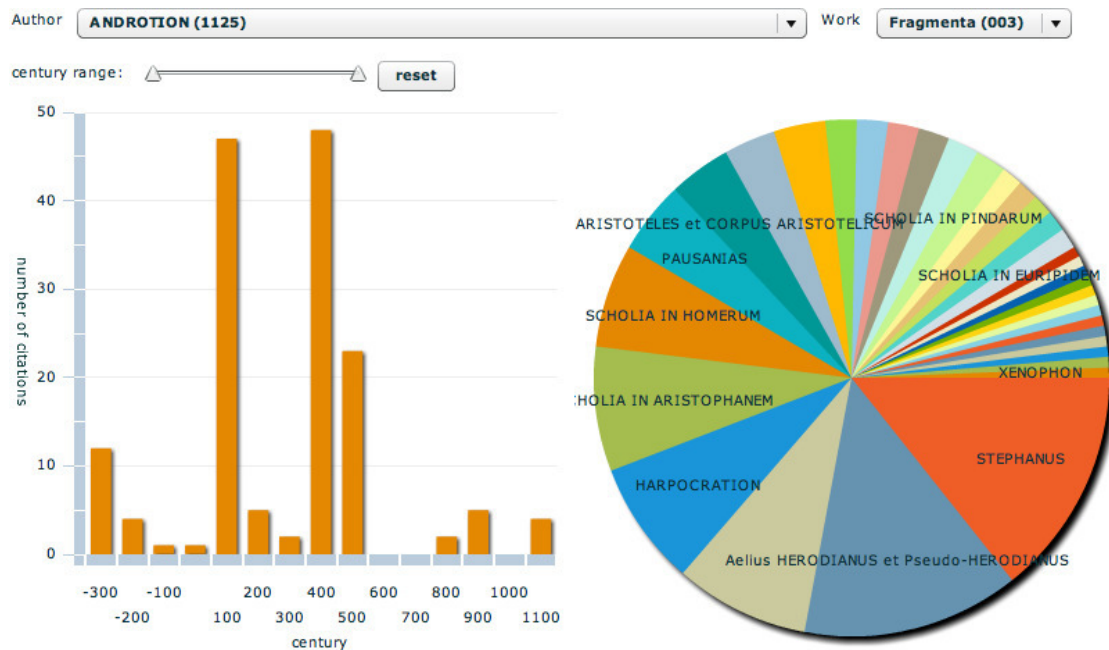 Author ANDROTION (1125) Work Fragmenta (003)
century range: reset
50
40
30
20
10
0
number of citations
-300 -100 200 400 800 1000
-200 100 300 500 700 900 1100
century
ARISTOTELES et CORPUS ARISTOTELICUM
SCHOLIA IN PINDARUM
PAUSANIAS
SCHOLIA IN EURIPIDEM
SCHOLIA IN HOMERUM
XENOPHON
HOLIA IN ARISTOPHANEM
STEPHANUS
HARPOCRATION
Aelius HERODIANUS et Pseudo-HERODIANUS